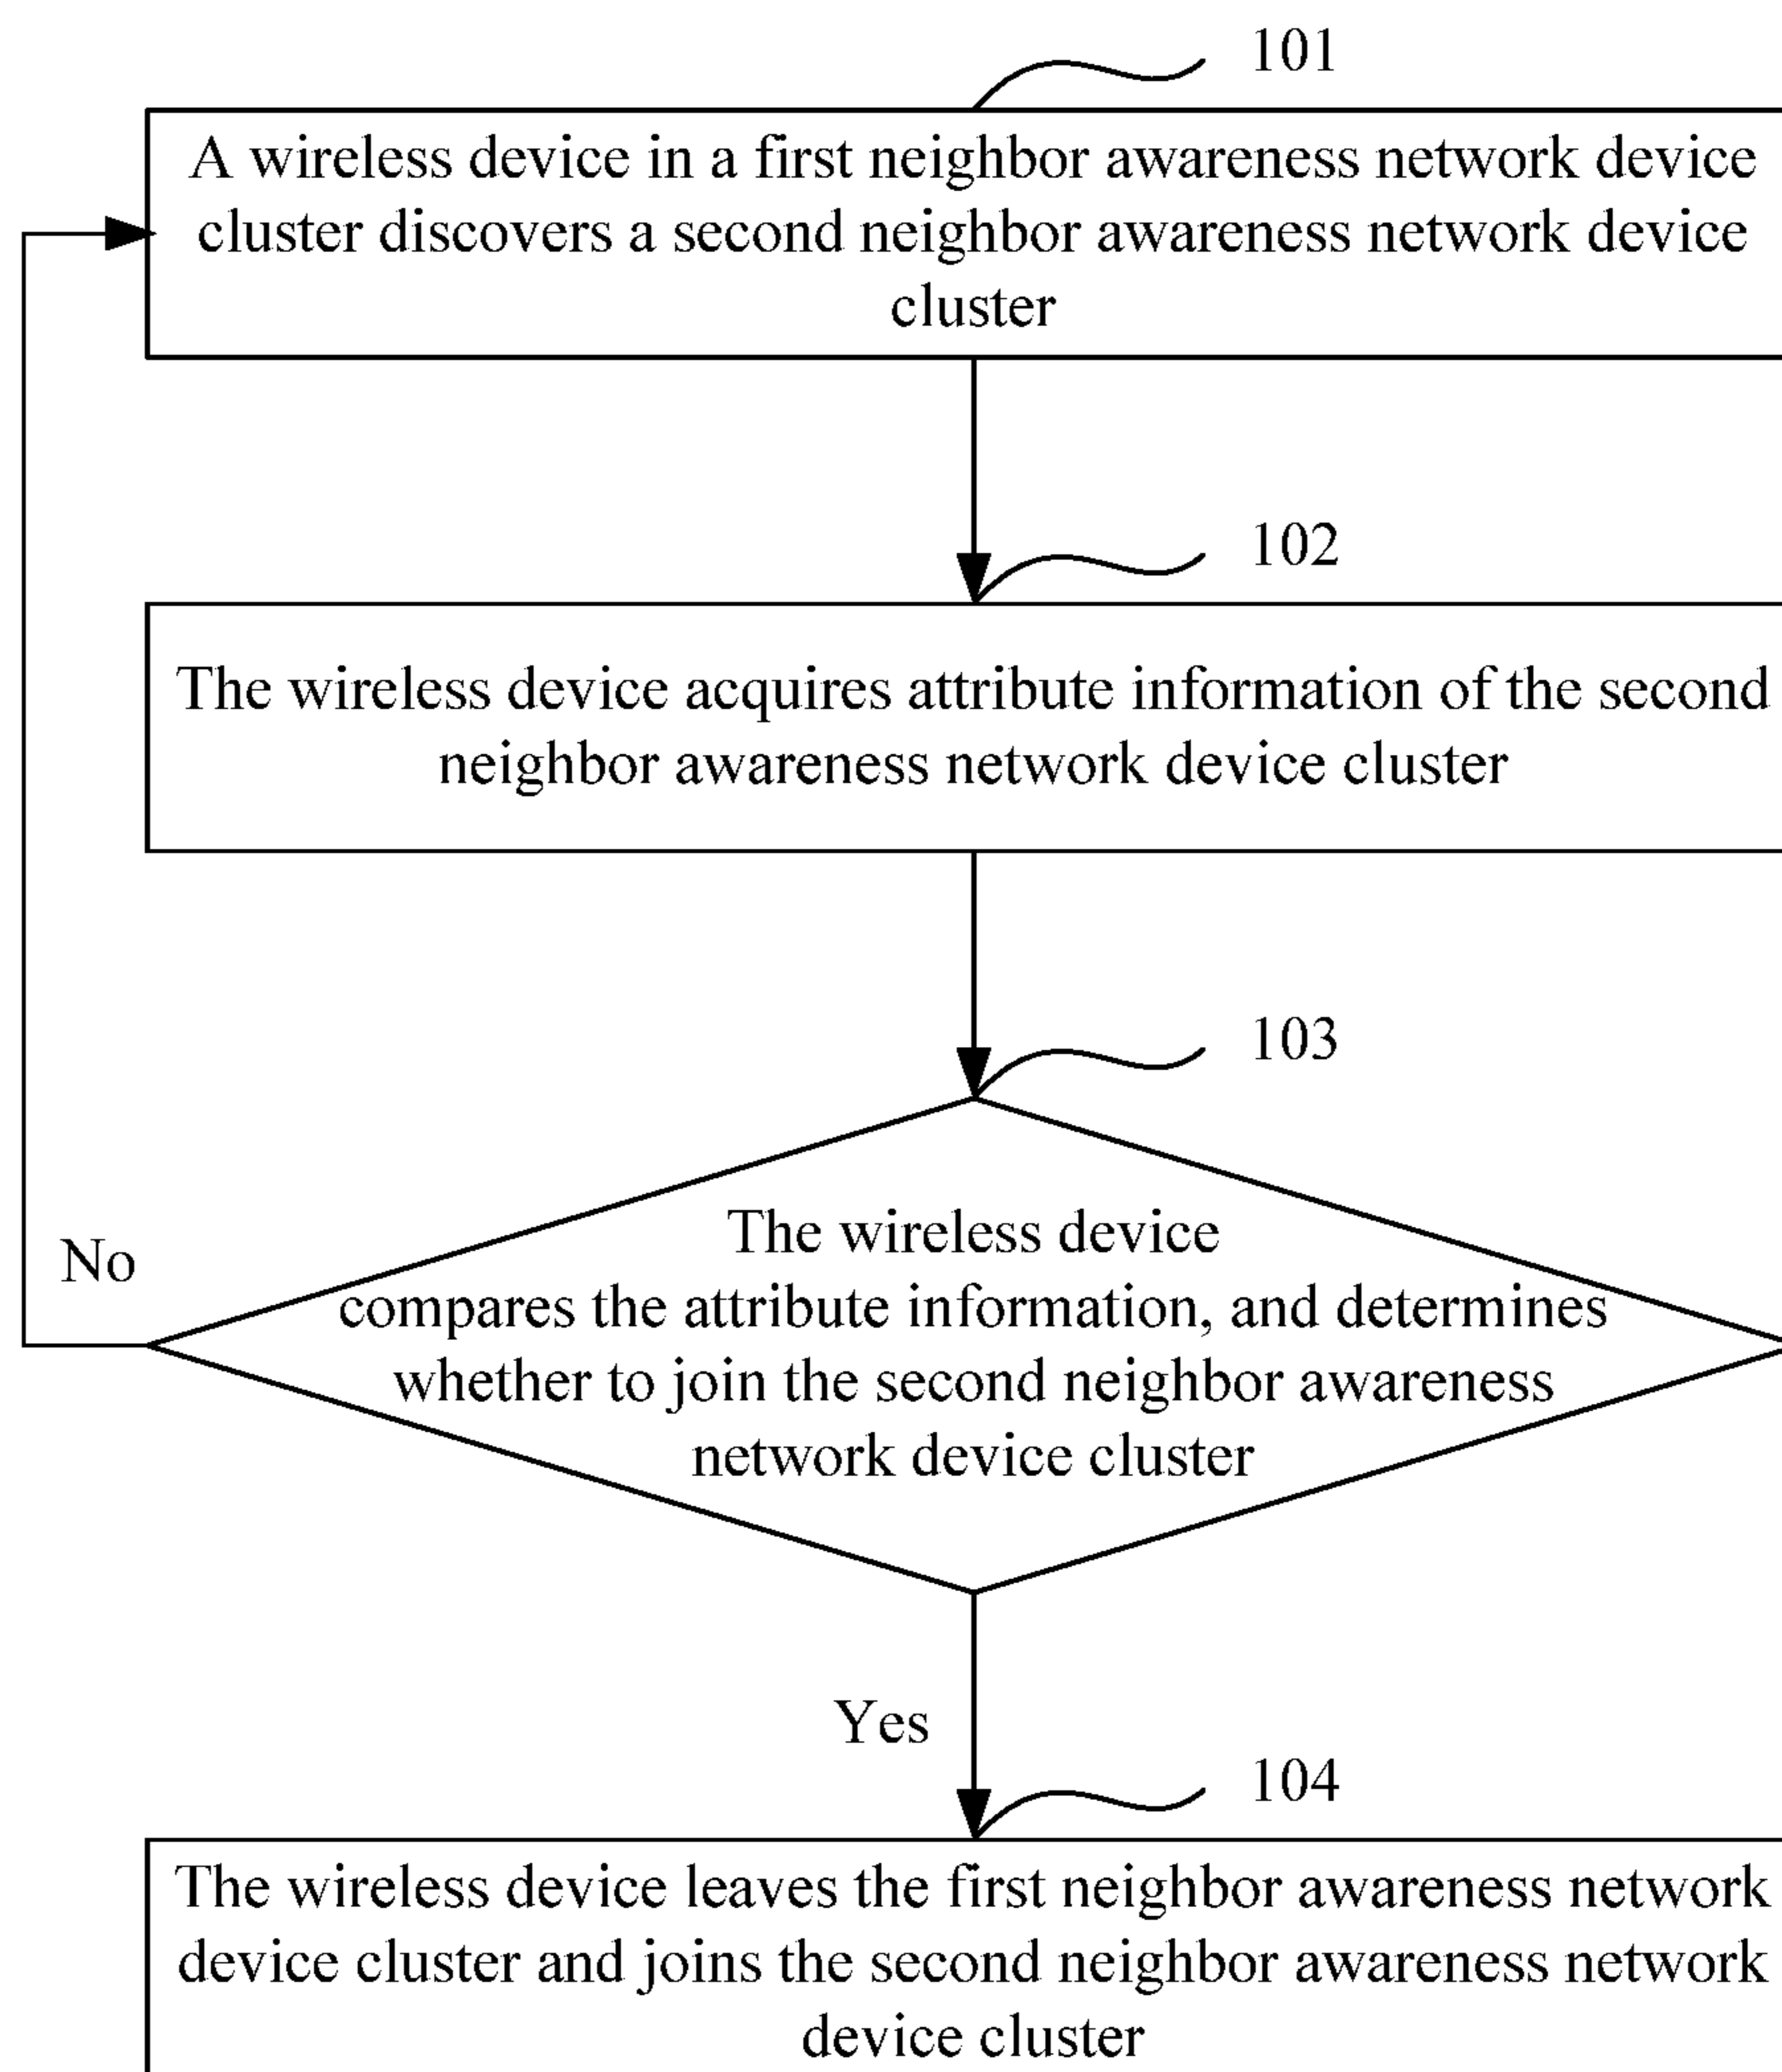 101
A wireless device in a first neighbor awareness network device
cluster discovers a second neighbor awareness network device
cluster
102
The wireless device acquires attribute information of the second
neighbor awareness network device cluster
103
The wireless device
compares the attribute information, and determines
whether to join the second neighbor awareness
network device cluster
No
Yes
104
The wireless device leaves the first neighbor awareness network
device cluster and joins the second neighbor awareness network
device cluster